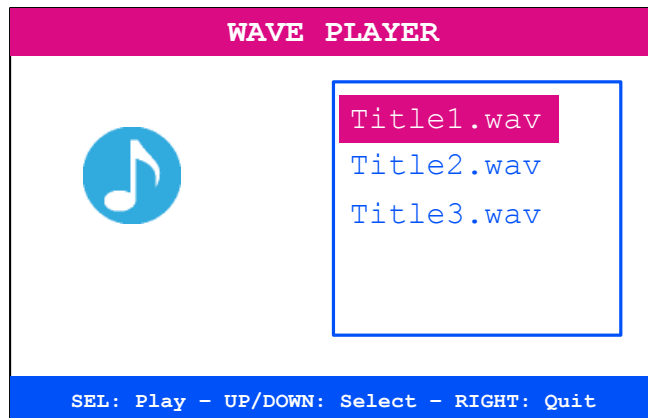 WAVE PLAYER
Title1.wav
Title2.wav
Title3.wav
SEL: Play – UP/DOWN: Select – RIGHT: Quit